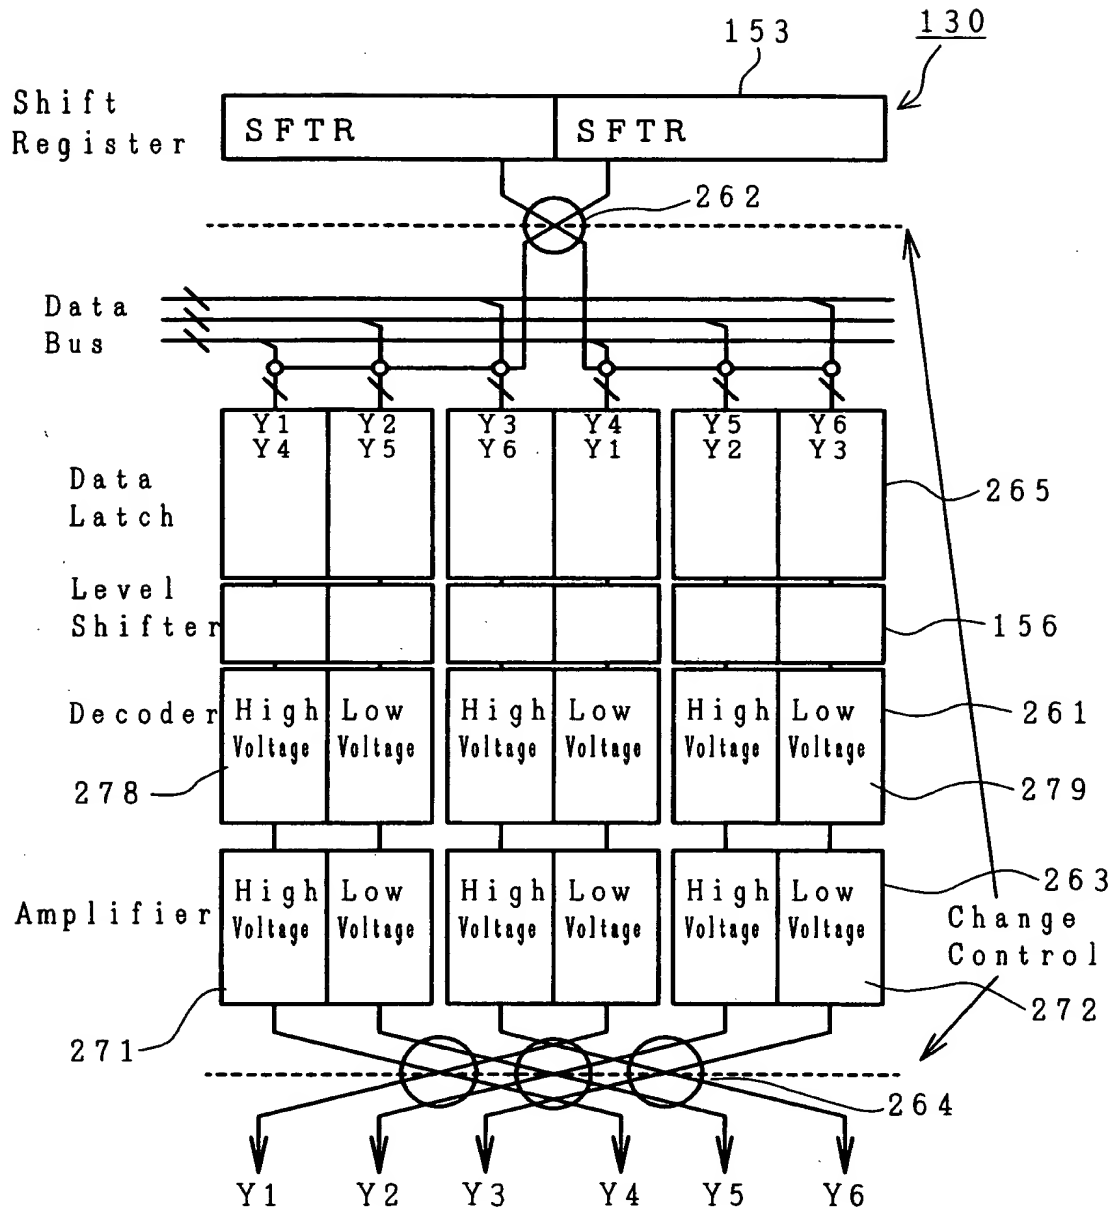 153
130
Shift
Register
SFTR SFTR
262
Data
Bus
Y1 Y2 Y3 Y4 Y5 Y6
Y4 Y5 Y6 Y1 Y2 Y3
Data
Latch
265
Level
Shifter
156
Decoder
High Low High Low High Low
Voltage Voltage Voltage Voltage Voltage Voltage
261
278
279
Amplifier
High Low High Low High Low
Voltage Voltage Voltage Voltage Voltage Voltage
263
Change
Control
271
272
264
Y1 Y2 Y3 Y4 Y5 Y6